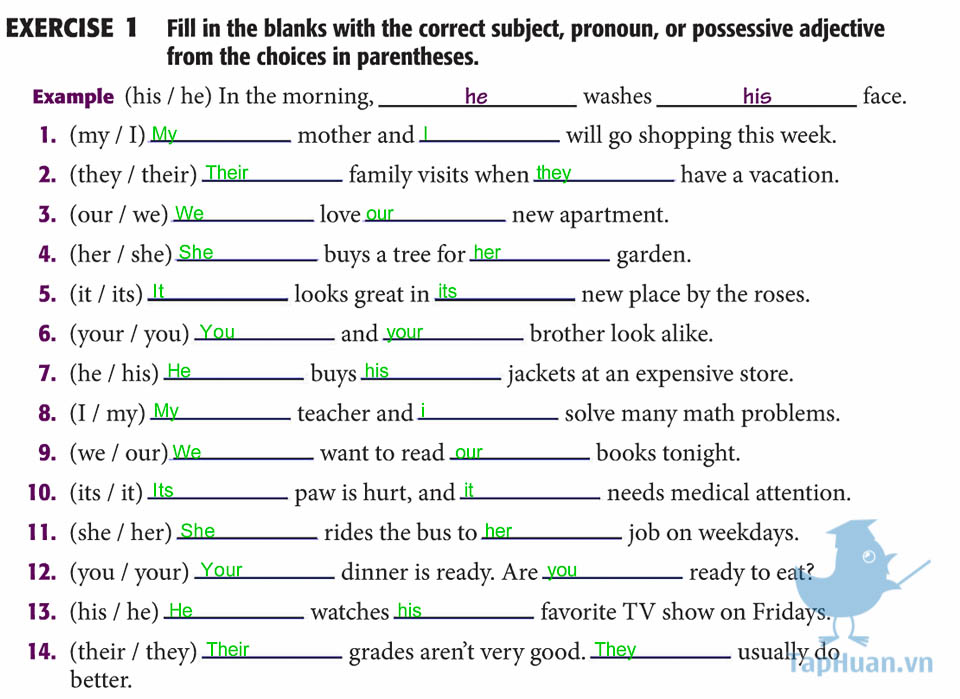 EXERCISE 1 Fill in the blanks with the correct subject, pronoun, or possessive adjective
from the choices in parentheses.
Example (his / he) In the morning, he washes his face.
1. (my / I) My mother and I will go shopping this week.
2. (they / their) Their family visits when they have a vacation.
3. (our / we) We love our new apartment.
4. (her / she) She buys a tree for her garden.
5. (it / its) It looks great in its new place by the roses.
6. (your / you) You and your brother look alike.
7. (he / his) He buys his jackets at an expensive store.
8. (I / my) My teacher and i solve many math problems.
9. (we / our) We want to read our books tonight.
10. (its / it) Its paw is hurt, and it needs medical attention.
11. (she / her) She rides the bus to her job on weekdays.
12. (you / your) Your dinner is ready. Are you ready to eat?
13. (his / he) He watches his favorite TV show on Fridays.
14. (their / they) Their grades aren't very good. They usually do
better.
TapHuan.vn